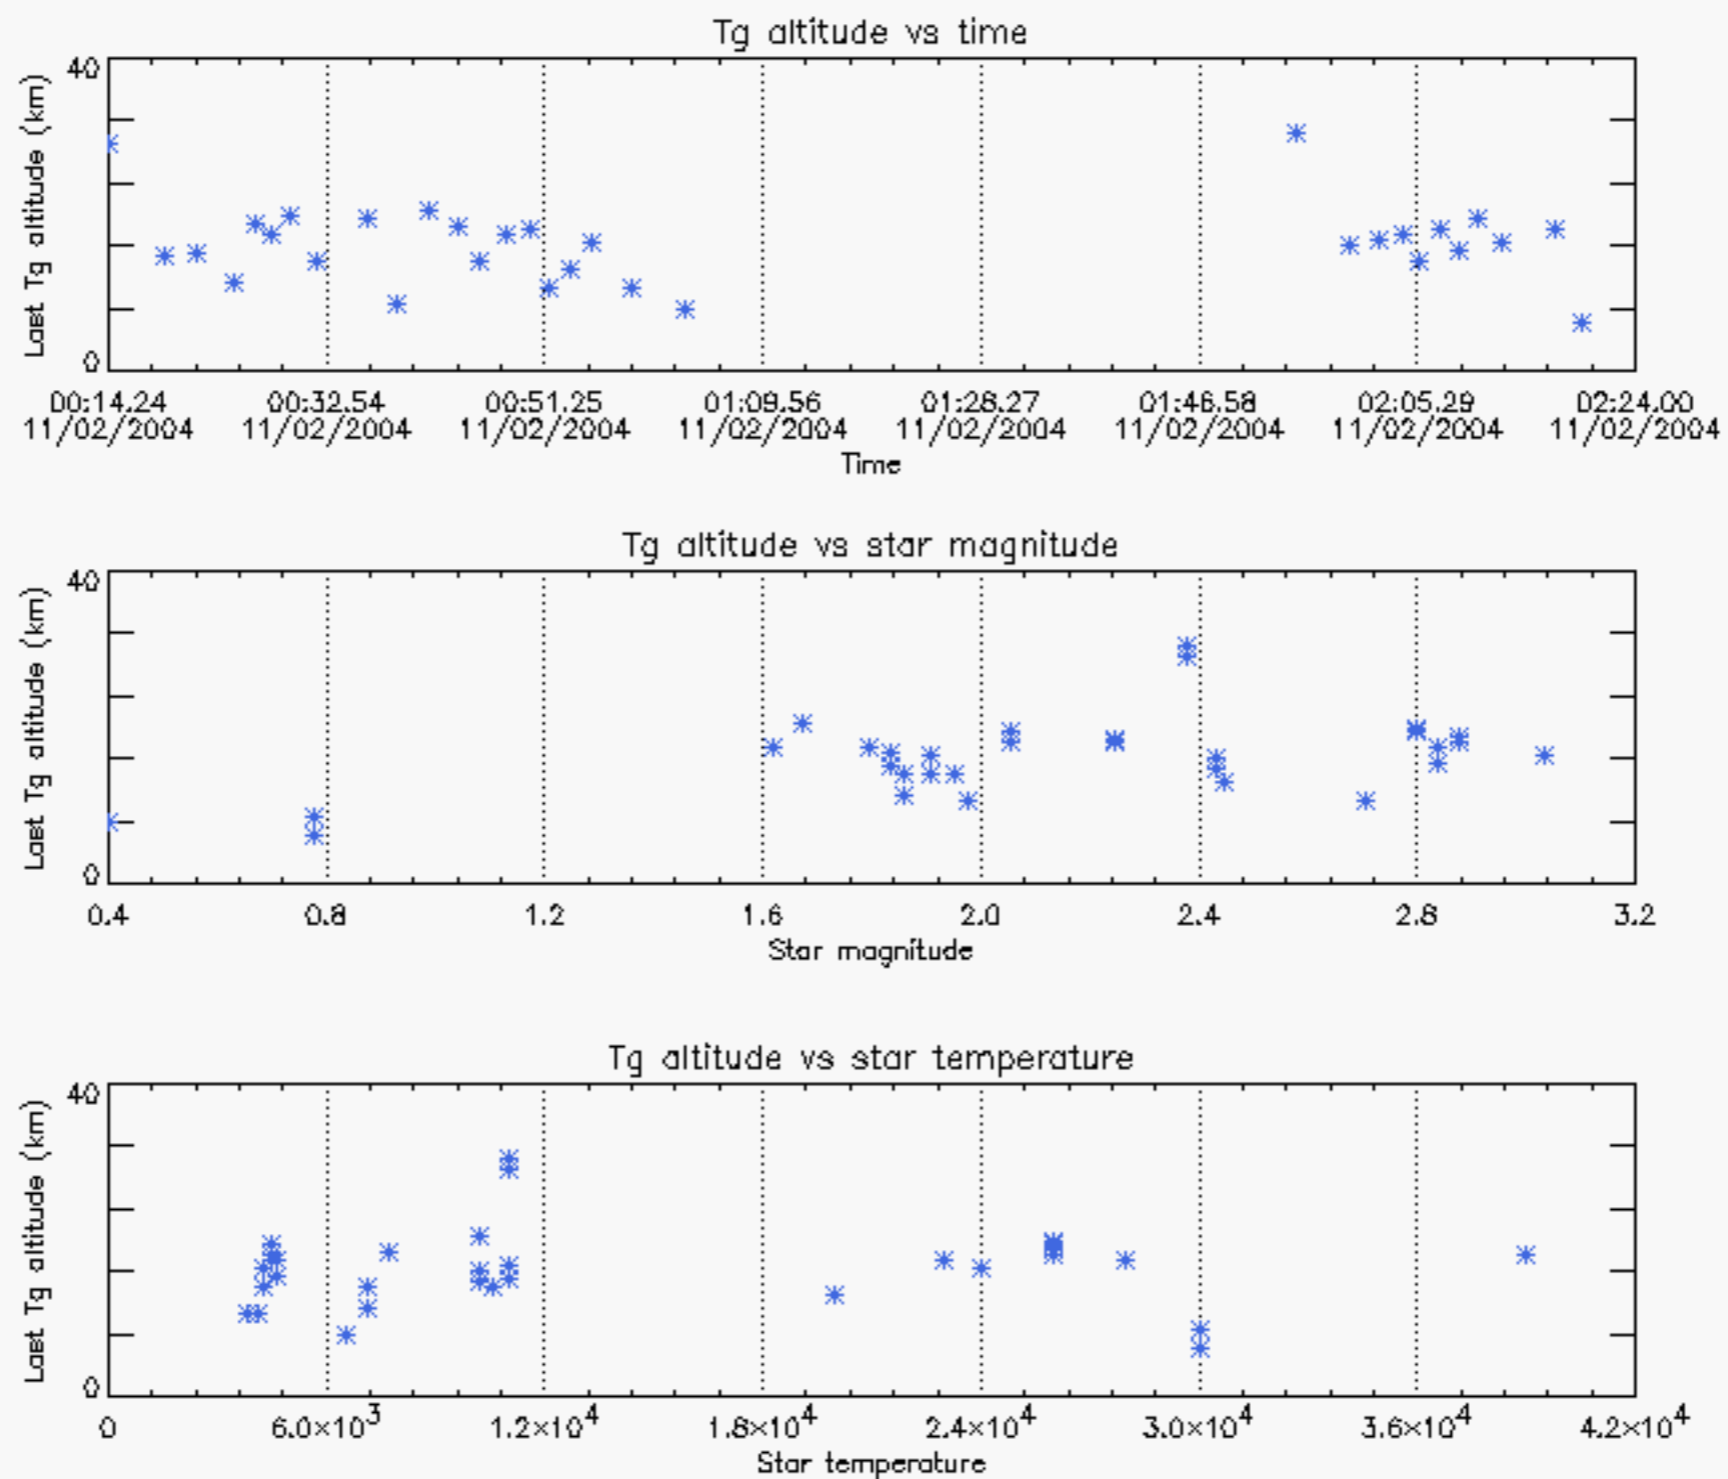 Tg altitude vs time
40
Last Tg altitude (km)
0
00:14.24 00:32.54 00:51.25 01:09.56 01:28.27 01:46.58 02:05.29 02:24.00
11/02/2004 11/02/2004 11/02/2004 11/02/2004 11/02/2004 11/02/2004 11/02/2004 11/02/2004
Time
Tg altitude vs star magnitude
40
Last Tg altitude (km)
0
0.4 0.8 1.2 1.6 2.0 2.4 2.8 3.2
Star magnitude
Tg altitude vs star temperature
40
Last Tg altitude (km)
0
0 6.0×10³ 1.2×10⁴ 1.8×10⁴ 2.4×10⁴ 3.0×10⁴ 3.6×10⁴ 4.2×10⁴
Star temperature